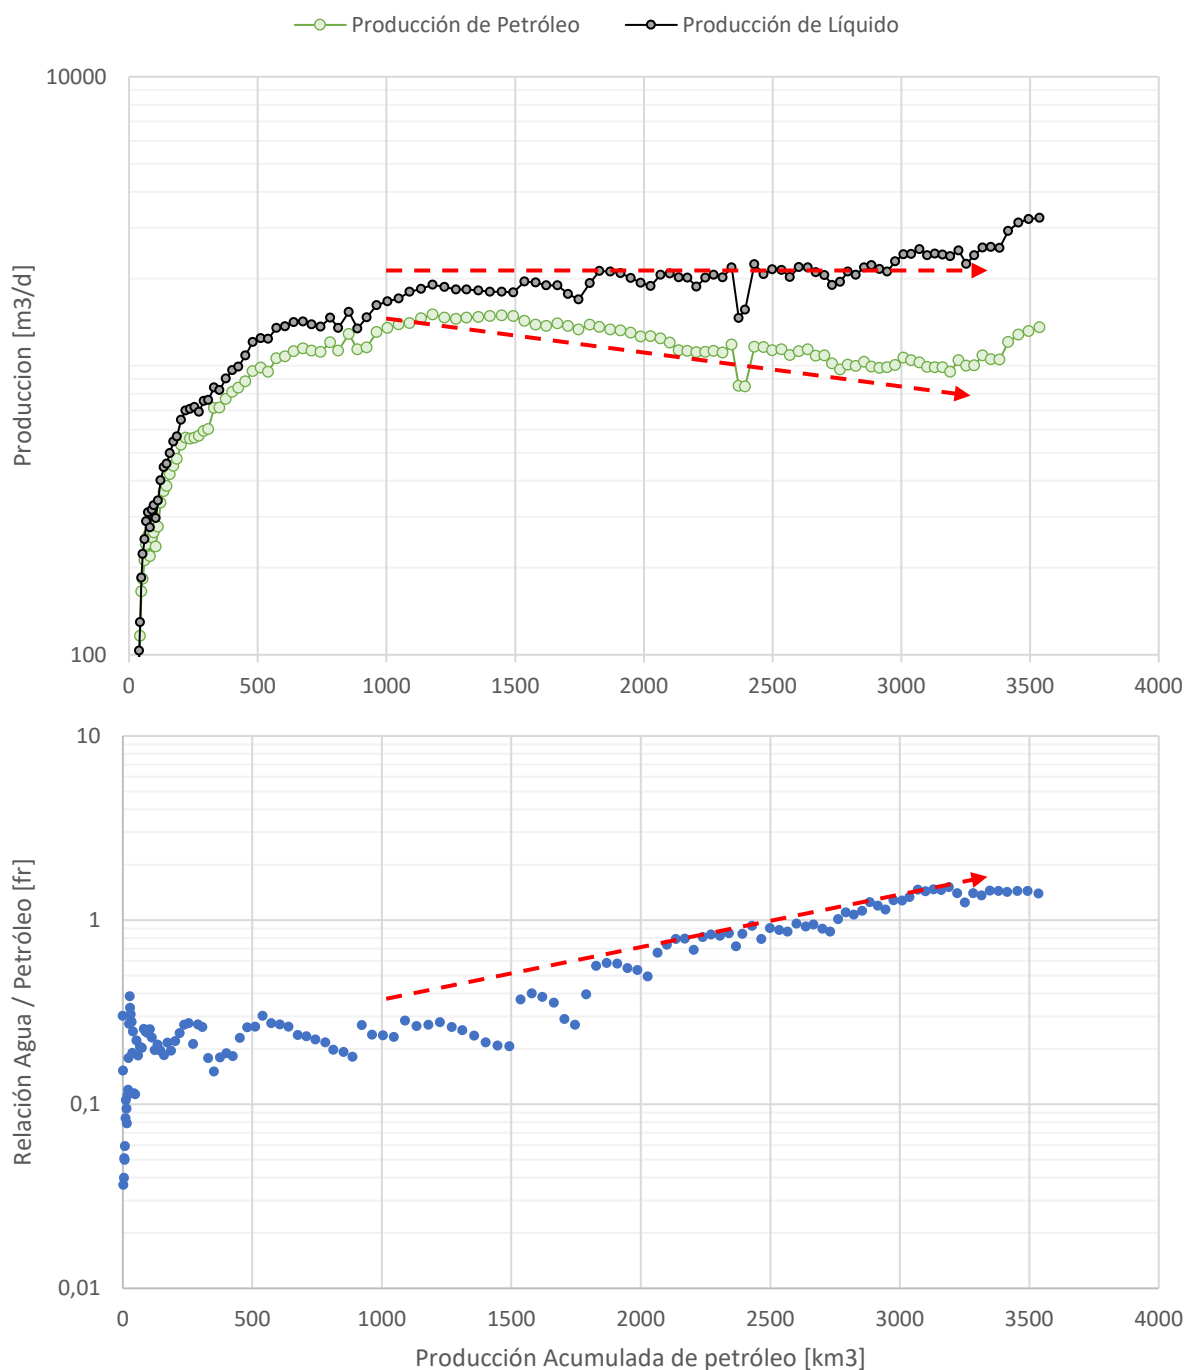 Producción de Petróleo Producción de Líquido
10000
Produccion [m3/d]
100
0 500 1000 1500 2000 2500 3000 3500 4000
10
Relación Agua / Petróleo [fr]
1
0,1
0,01
0 500 1000 1500 2000 2500 3000 3500 4000
Producción Acumulada de petróleo [km3]